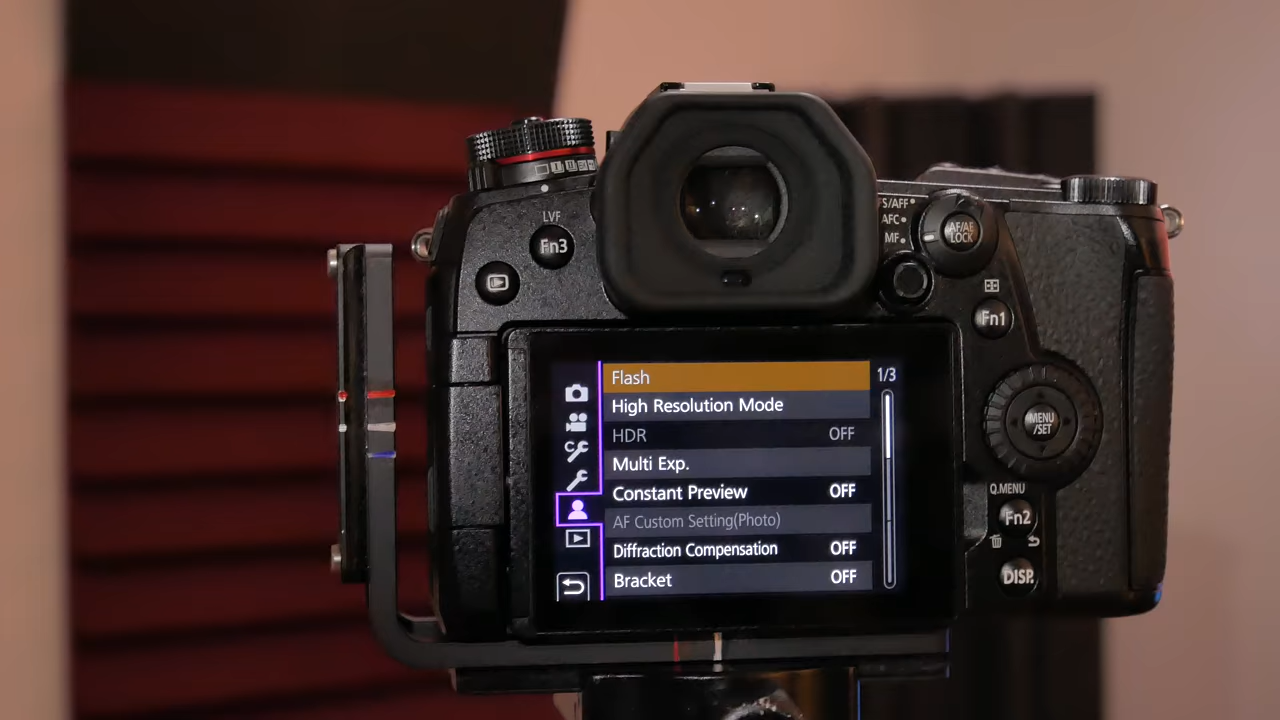 LVF
Fn3
S/AFF
AFC
MF
AF/AE
LOCK
Fn1
Flash
1/3
High Resolution Mode
HDR OFF
Multi Exp.
Constant Preview OFF
AF Custom Setting(Photo)
Diffraction Compensation OFF
Bracket OFF
MENU
/SET
Q.MENU
Fn2
DISP.